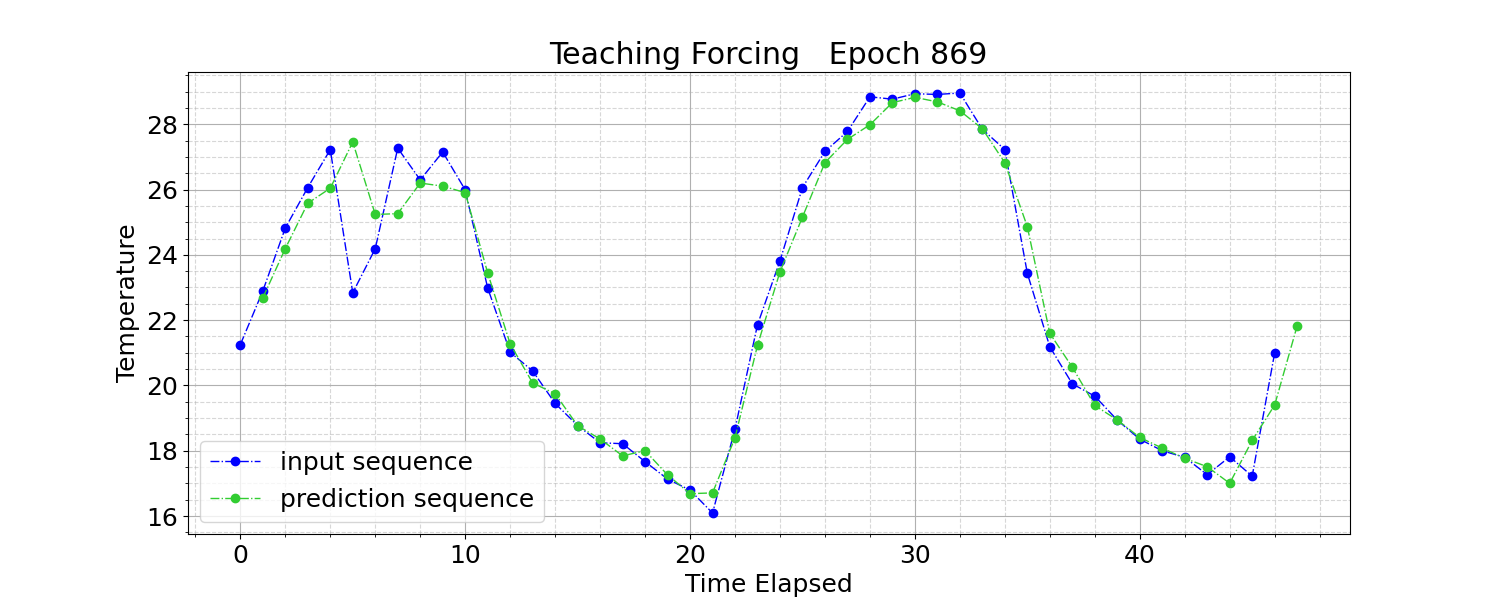 Teaching Forcing   Epoch 869
Temperature
28
26
24
22
20
18
16
input sequence
prediction sequence
0 10 20 30 40
Time Elapsed